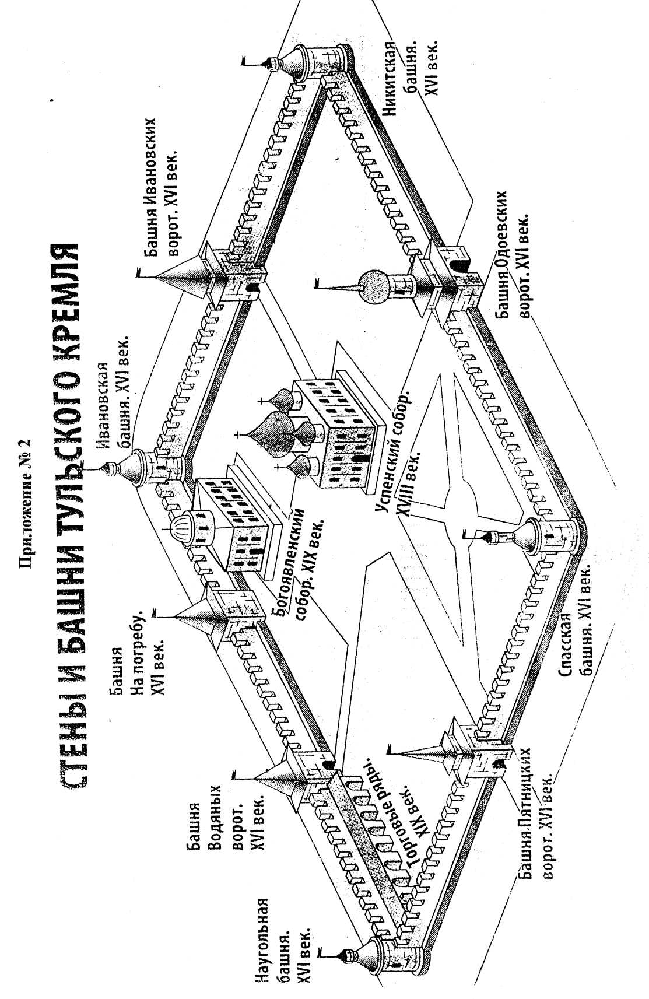 Приложение № 2
СТЕНЫ И БАШНИ ТУЛЬСКОГО КРЕМЛЯ
Наугольная
башня.
XVI век.
Башня
Водяных
ворот.
XVI век.
Башня
На погребу.
XVI век.
Ивановская
башня. XVI век.
Башня Ивановских
ворот. XVI век.
Никитская
башня.
XVI век.
Башня Одоевских
ворот. XVI век.
Спасская
башня. XVI век.
Башня Пятницких
ворот. XVI век.
Торговые ряды.
XIX век.
Богоявленский
собор. XIX век.
Успенский собор.
XVIII век.